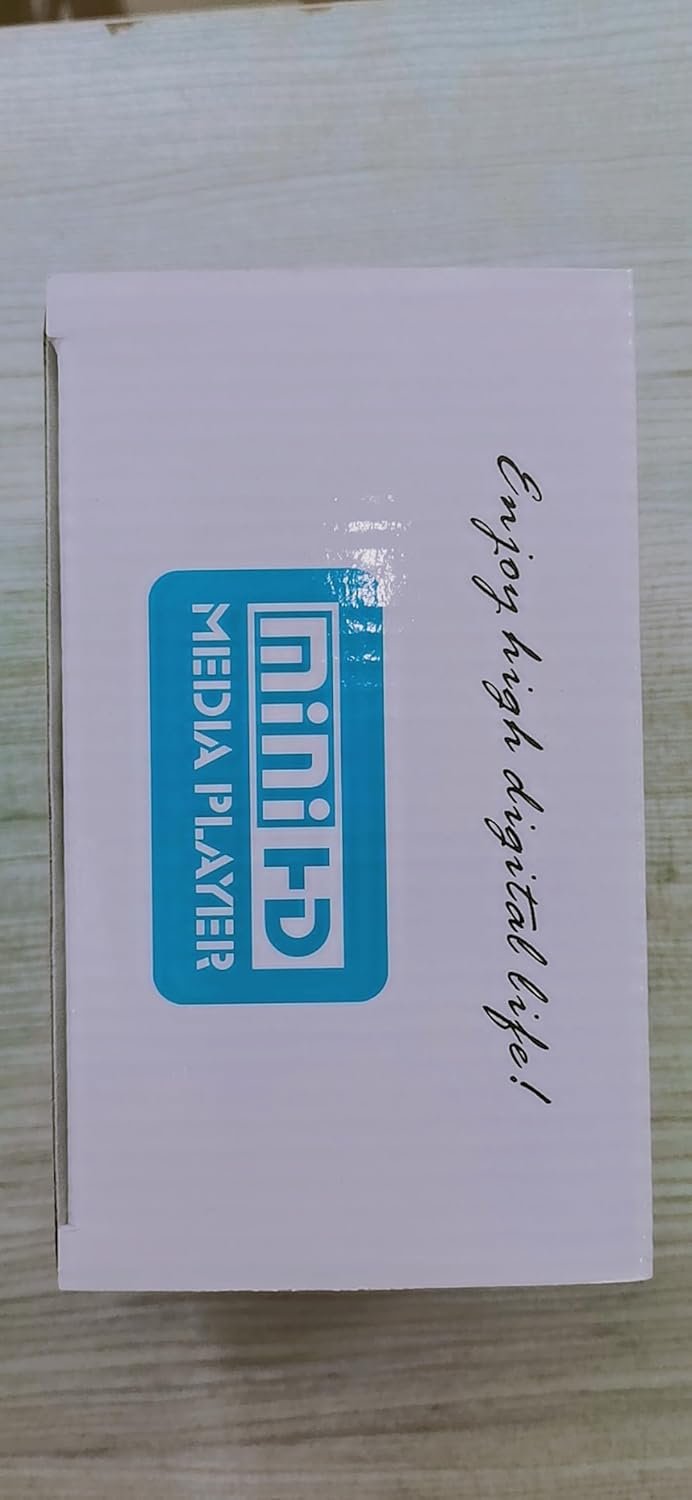 Enjoy high digital life!
mini HD
MEDIA PLAYER